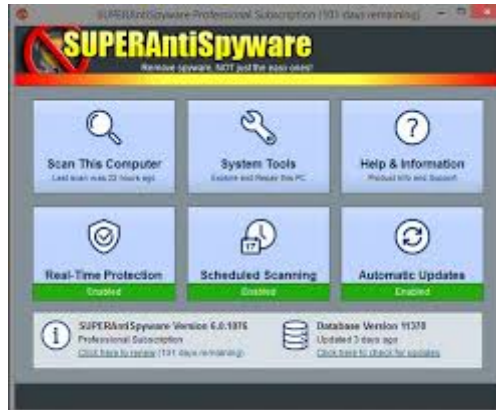 SUPERAntiSpyware Professional Subscription (101 days remaining)
SUPERAntiSpyware
Remove spyware, NOT just the easy ones!
Scan This Computer
Last scan was 22 hours ago
System Tools
Explore and Repair this PC
Help & Information
Product Info and Support
Real-Time Protection
Enabled
Scheduled Scanning
Enabled
Automatic Updates
Enabled
17
SUPERAntiSpyware Version 6.0.1076
Professional Subscription
Click here to renew (101 days remaining)
Database Version 11370
Updated 3 days ago
Click here to check for updates